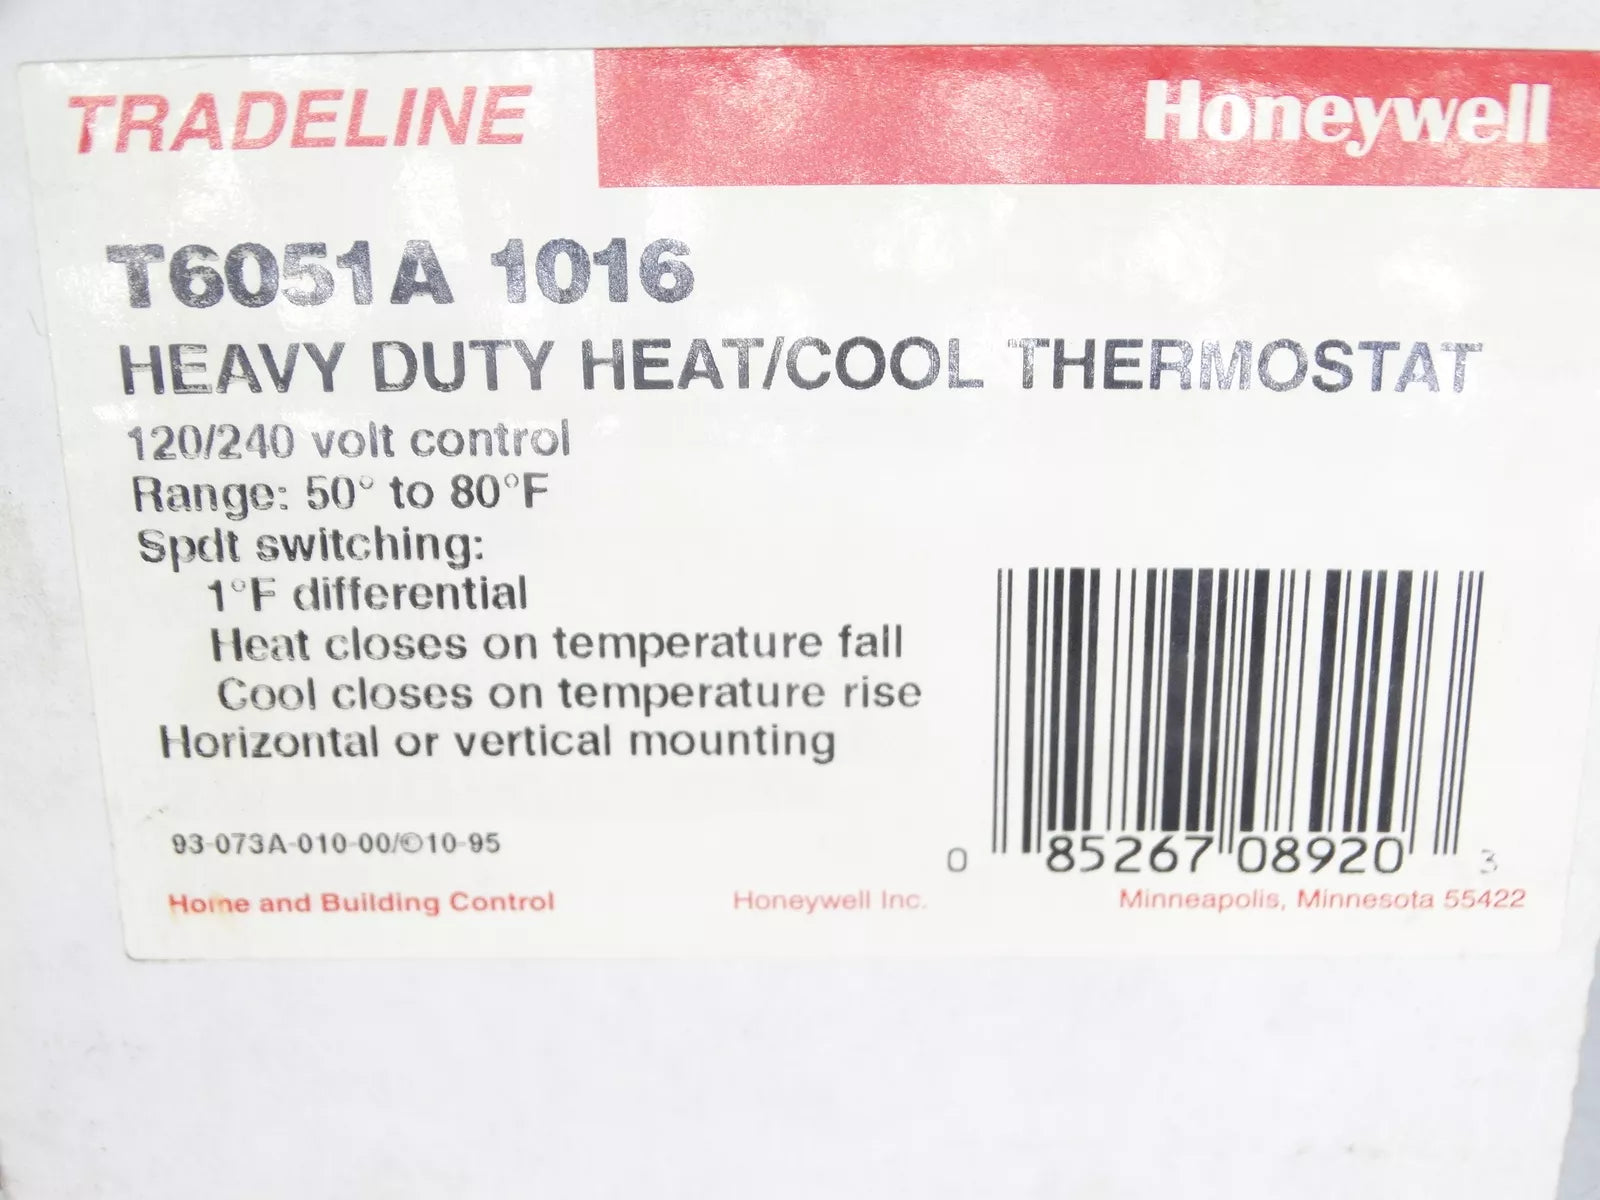 TRADELINE Honeywell
T6051A 1016
HEAVY DUTY HEAT/COOL THERMOSTAT
120/240 volt control
Range: 50° to 80°F
Spdt switching:
1°F differential
Heat closes on temperature fall
Cool closes on temperature rise
Horizontal or vertical mounting
93-073A-010-00/©10-95
0 85267 08920 3
Home and Building Control Honeywell Inc. Minneapolis, Minnesota 55422